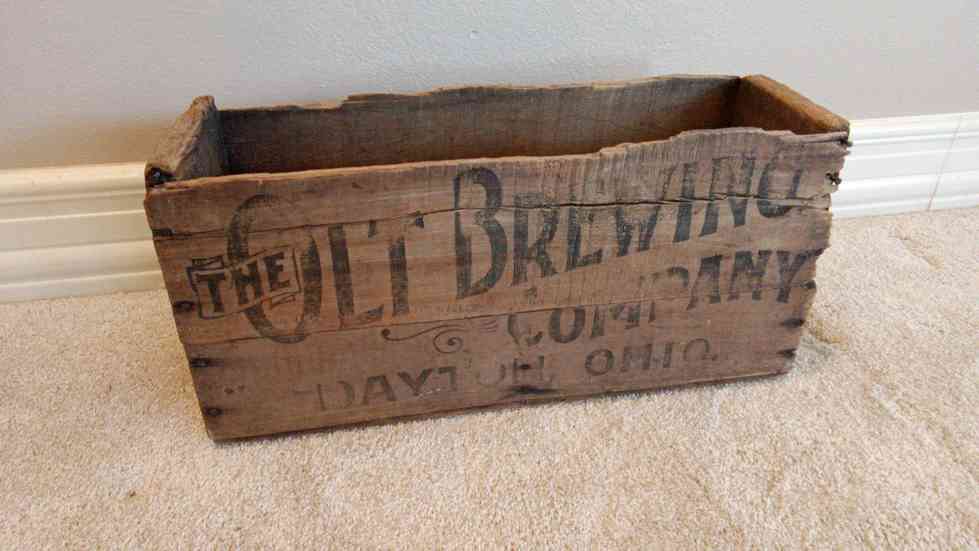 THE OLT BREWING
COMPANY
DAYTON, OHIO.